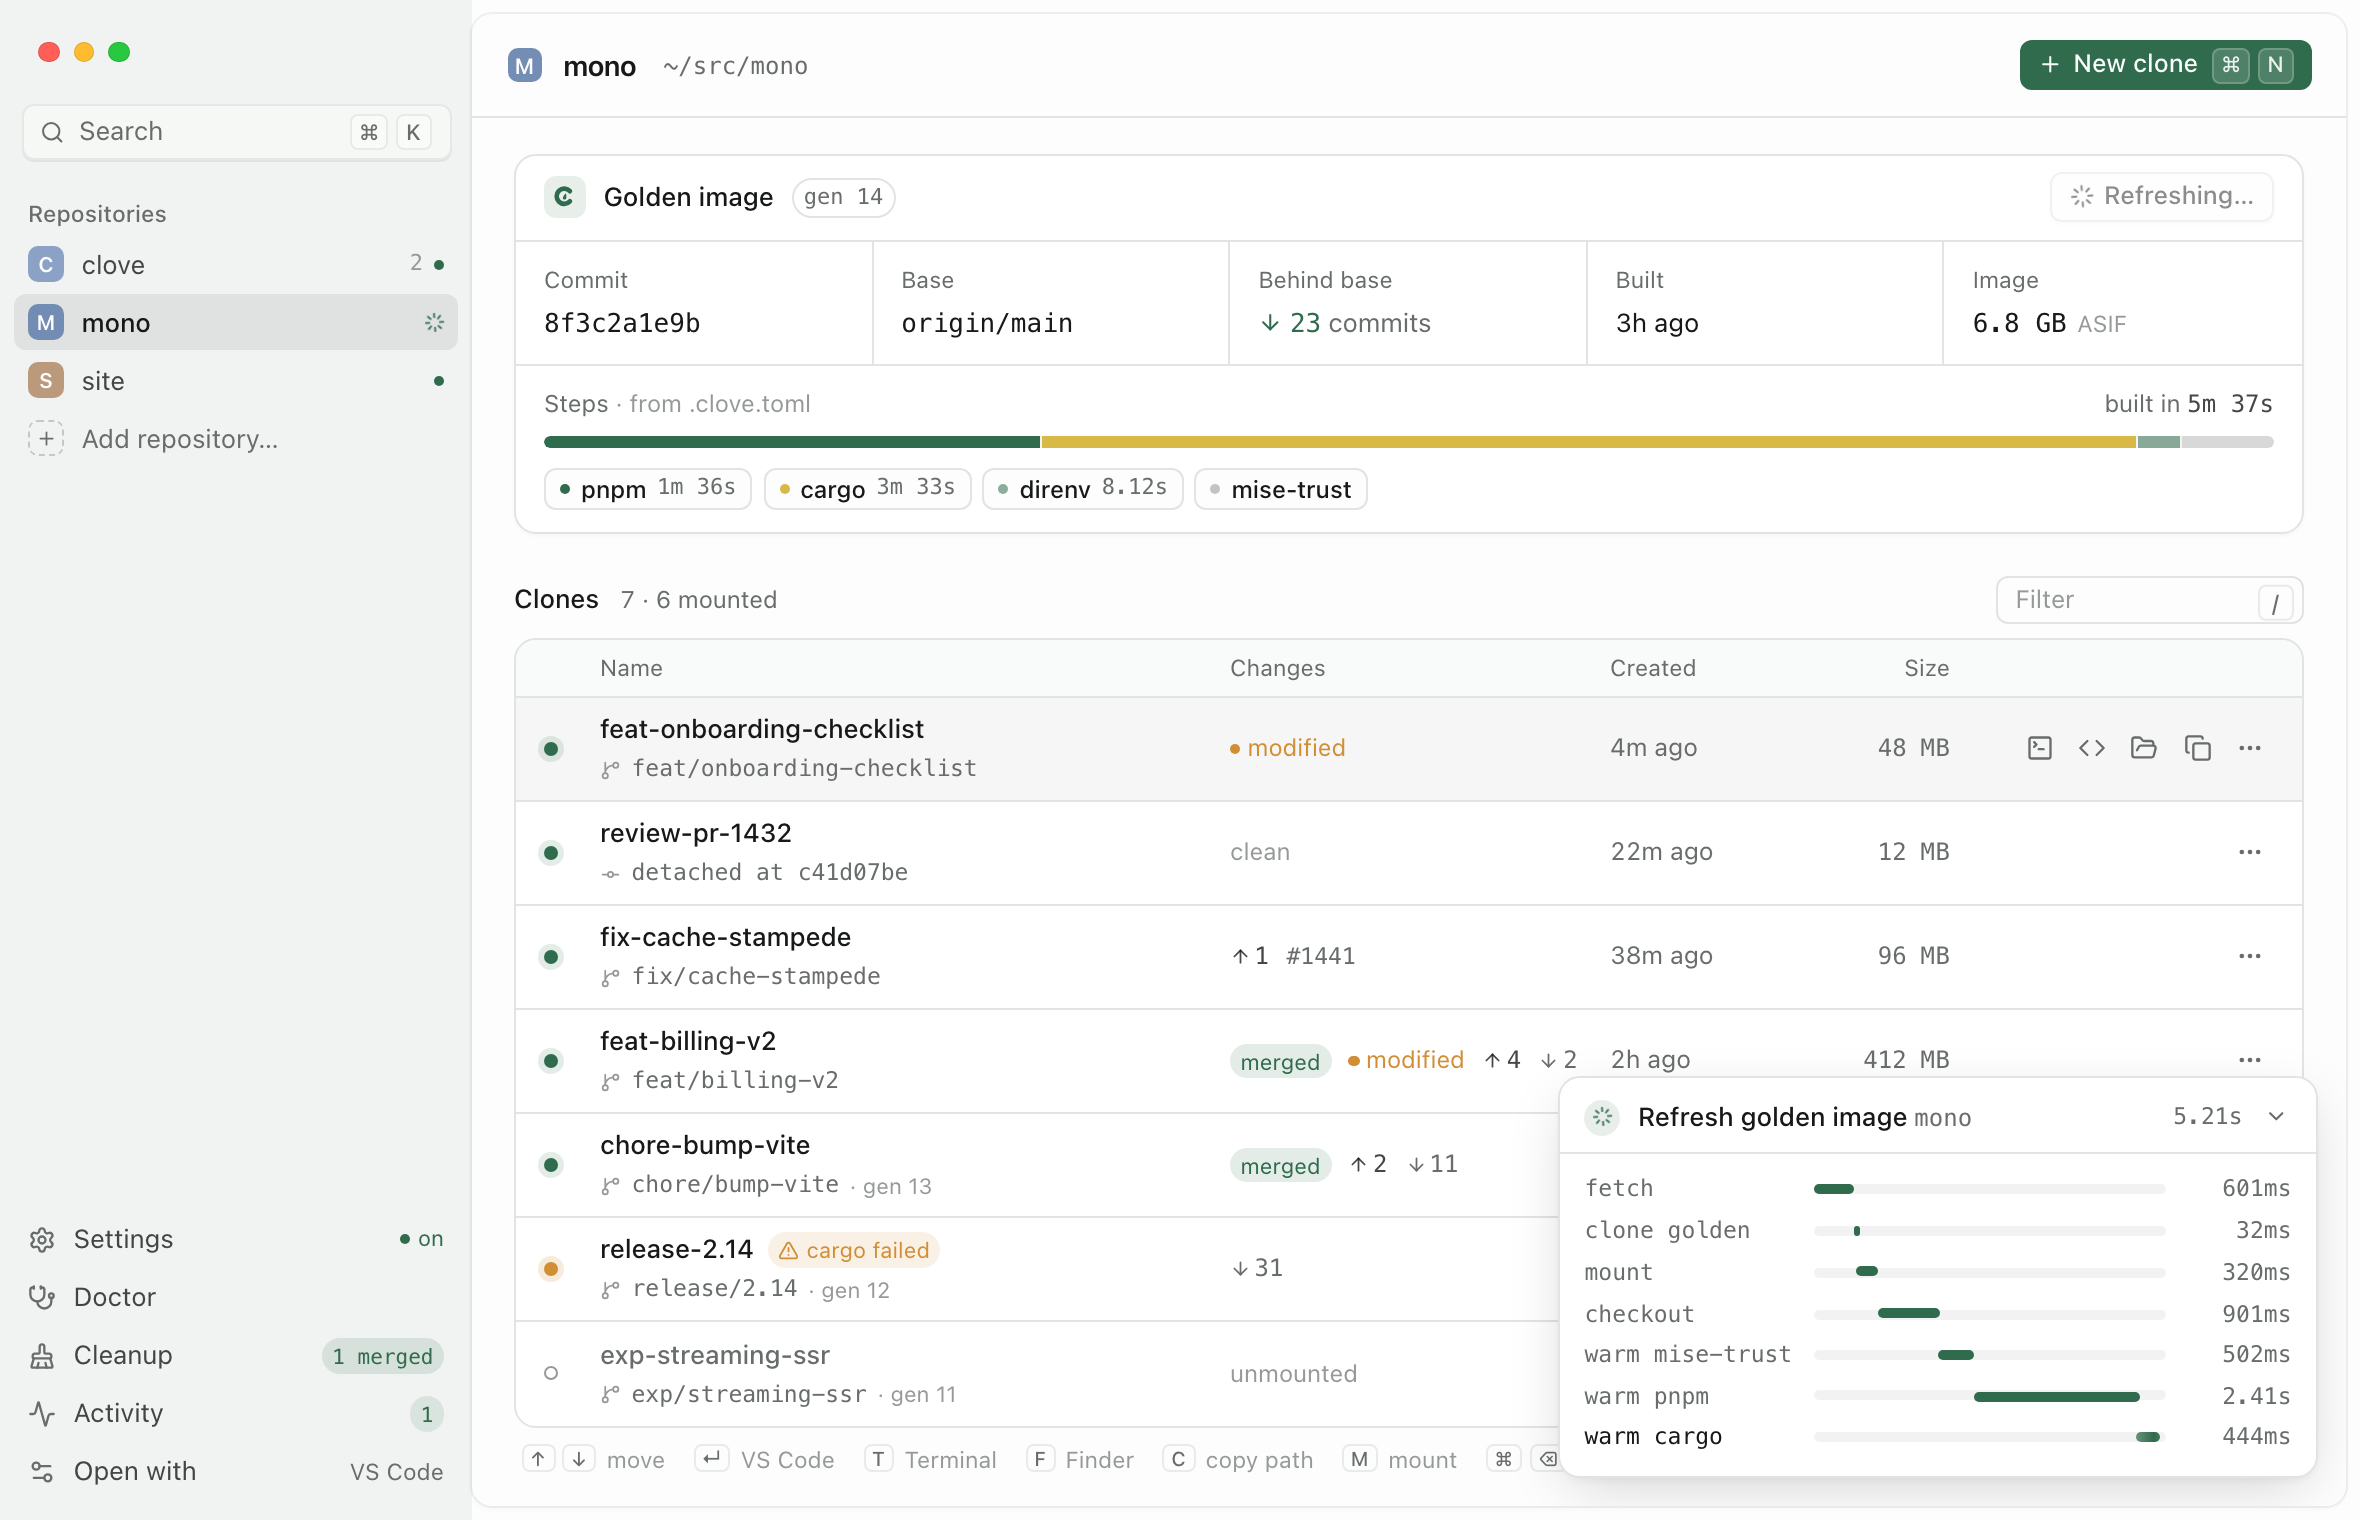 Search ⌘ K
Repositories
C clove 2
M mono
S site
+ Add repository...
Settings on
Doctor
Cleanup 1 merged
Activity 1
Open with VS Code
M mono ~/src/mono
+ New clone ⌘ N
Golden image gen 14
Refreshing...
Commit
8f3c2a1e9b
Base
origin/main
Behind base
↓ 23 commits
Built
3h ago
Image
6.8 GB ASIF
Steps · from .clove.toml
built in 5m 37s
pnpm 1m 36s
cargo 3m 33s
direnv 8.12s
mise-trust
Clones 7 · 6 mounted
Filter /
Name Changes Created Size
feat-onboarding-checklist
feat/onboarding-checklist
modified 4m ago 48 MB
review-pr-1432
detached at c41d07be
clean 22m ago 12 MB
fix-cache-stampede
fix/cache-stampede
↑ 1 #1441 38m ago 96 MB
feat-billing-v2
feat/billing-v2
merged modified ↑ 4 ↓ 2 2h ago 412 MB
chore-bump-vite
chore/bump-vite · gen 13
merged ↑ 2 ↓ 11
release-2.14 cargo failed
release/2.14 · gen 12
↓ 31
exp-streaming-ssr
exp/streaming-ssr · gen 11
unmounted
↑ ↓ move ↵ VS Code T Terminal F Finder C copy path M mount ⌘ ⌫
Refresh golden image mono 5.21s
fetch 601ms
clone golden 32ms
mount 320ms
checkout 901ms
warm mise-trust 502ms
warm pnpm 2.41s
warm cargo 444ms